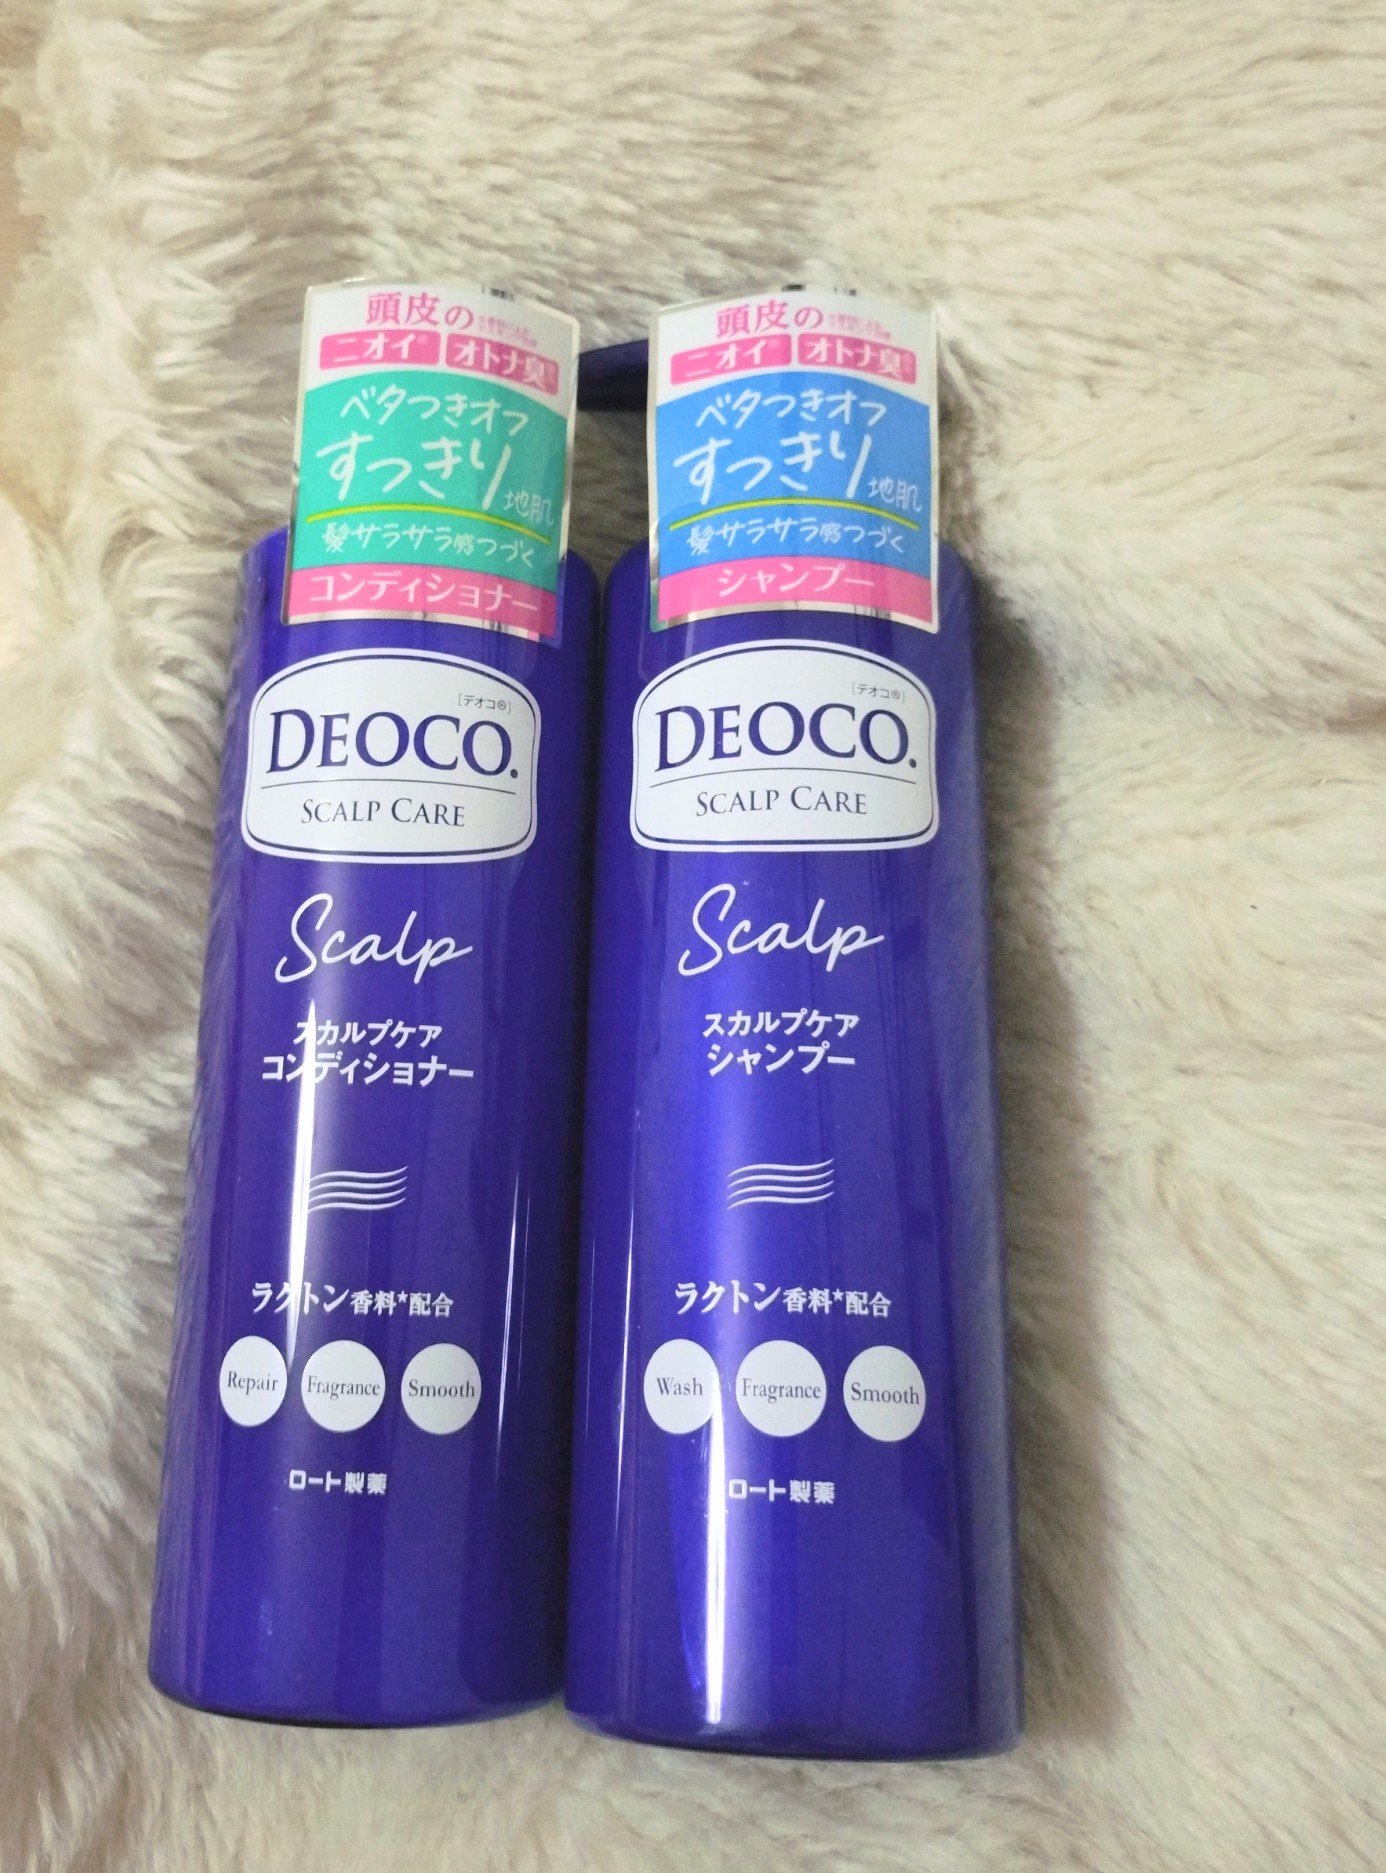 頭皮の
ニオイ オトナ臭
ベタつきオフ
すっきり地肌
髪サラサラ感つづく
コンディショナー
[デオコ®]
DEOCO.
SCALP CARE
Scalp
スカルプケア
コンディショナー
ラクトン香料*配合
Repair Fragrance Smooth
ロート製薬
頭皮の
ニオイ オトナ臭
ベタつきオフ
すっきり地肌
髪サラサラ感つづく
シャンプー
[デオコ®]
DEOCO.
SCALP CARE
Scalp
スカルプケア
シャンプー
ラクトン香料*配合
Wash Fragrance Smooth
ロート製薬